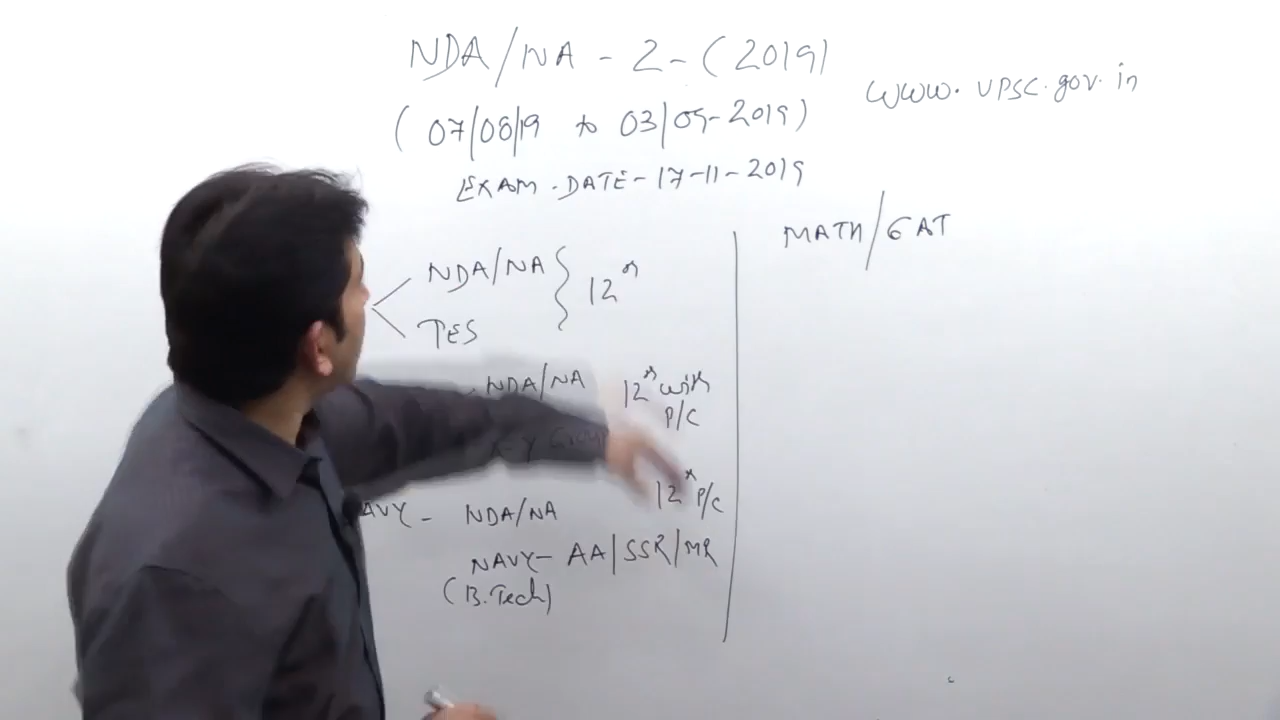 NDA/NA - 2 - (2019)
www.upsc.gov.in
(07/08/19 to 03/09-2019)
EXAM. DATE - 17-11-2019
MATH/GAT
NDA/NA } 12th
TES
NDA/NA 12th with
P/C
X-Y Group
12th P/C
AVY - NDA/NA
NAVY - AA/SSR/MR
(B.Tech)